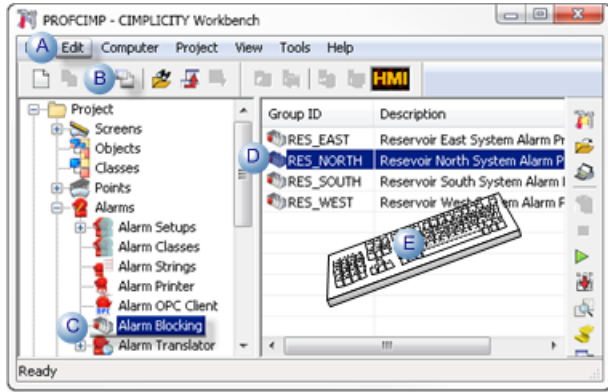 PROFCIMP - CIMPLICITY Workbench
A Edit Computer Project View Tools Help
B HMI
Project
Screens
Objects
Classes
Points
Alarms
Alarm Setups
Alarm Classes
Alarm Strings
Alarm Printer
Alarm OPC Client
C Alarm Blocking
Alarm Translator
Group ID Description
RES_EAST Reservoir East System Alarm Pr
D RES_NORTH Resevoir North System Alarm P
RES_SOUTH Reservoir South System Alarm
RES_WEST Reservoir West System Alarm F
E
Ready